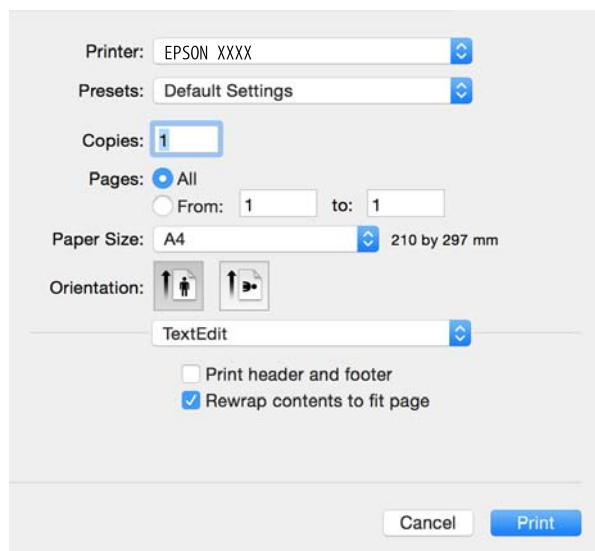 Printer: EPSON XXXX
Presets: Default Settings
Copies: 1
Pages: All
From: 1 to: 1
Paper Size: A4 210 by 297 mm
Orientation:
TextEdit
Print header and footer
Rewrap contents to fit page
Cancel Print